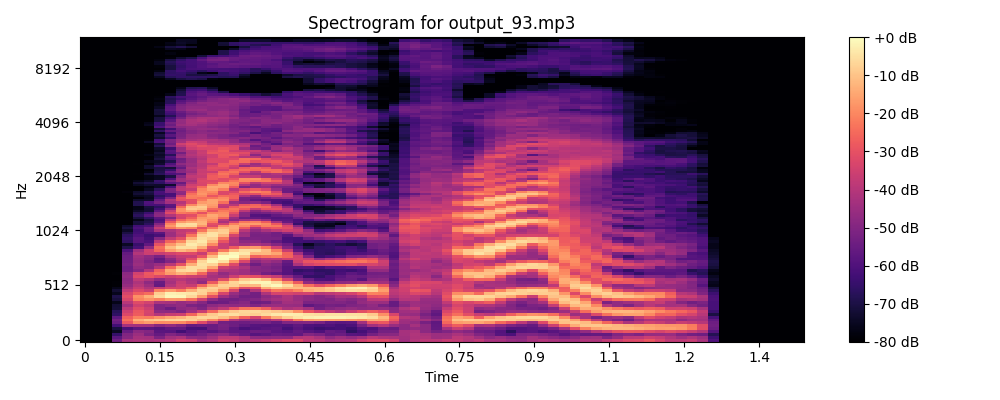 Spectrogram for output_93.mp3
Hz
8192
4096
2048
1024
512
0
0 0.15 0.3 0.45 0.6 0.75 0.9 1.1 1.2 1.4
Time
+0 dB
-10 dB
-20 dB
-30 dB
-40 dB
-50 dB
-60 dB
-70 dB
-80 dB